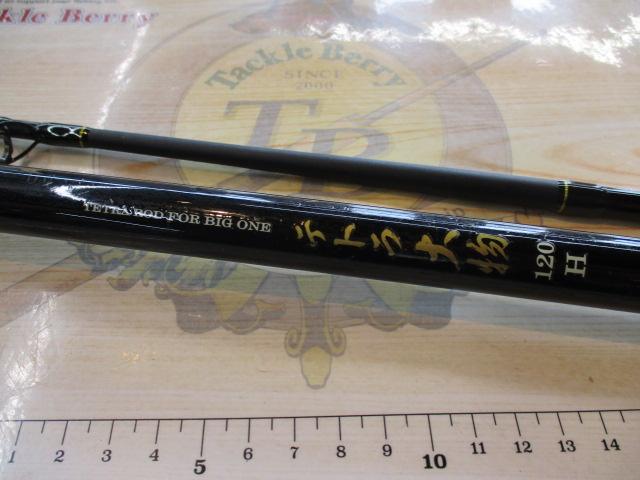 kle Berry
Tackle Berry
SINCE
2000
TB
TETRA ROD FOR BIG ONE テトラ大物 120 H
1 2 3 4 5 6 7 8 9 10 11 12 13 14